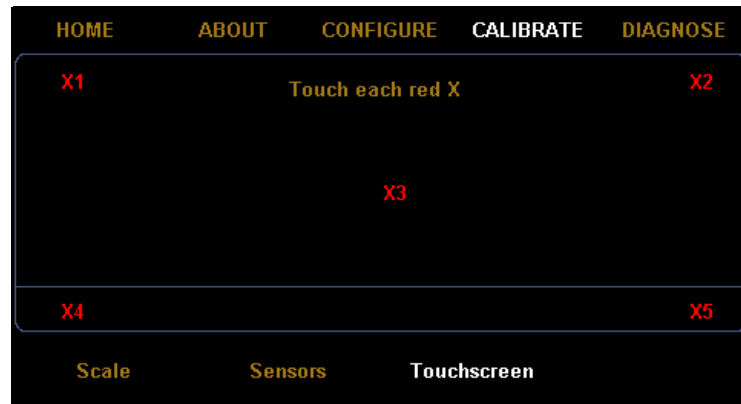 HOME ABOUT CONFIGURE CALIBRATE DIAGNOSE
X1 X2
Touch each red X
X3
X4 X5
Scale Sensors Touchscreen